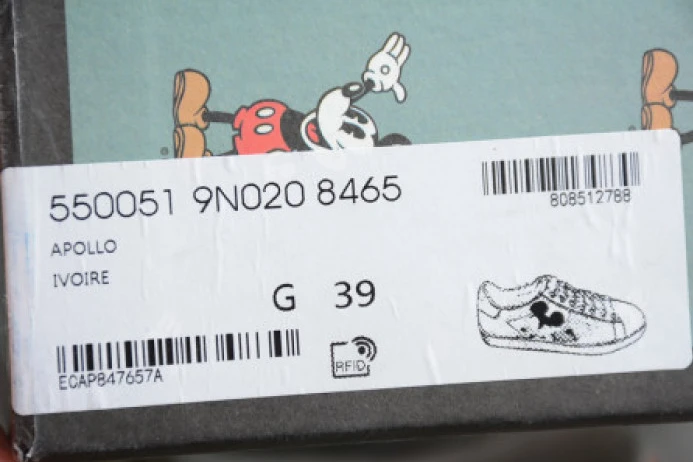 550051 9N020 8465
808512788
APOLLO
IVOIRE
G 39
RFID
ECAP847657A